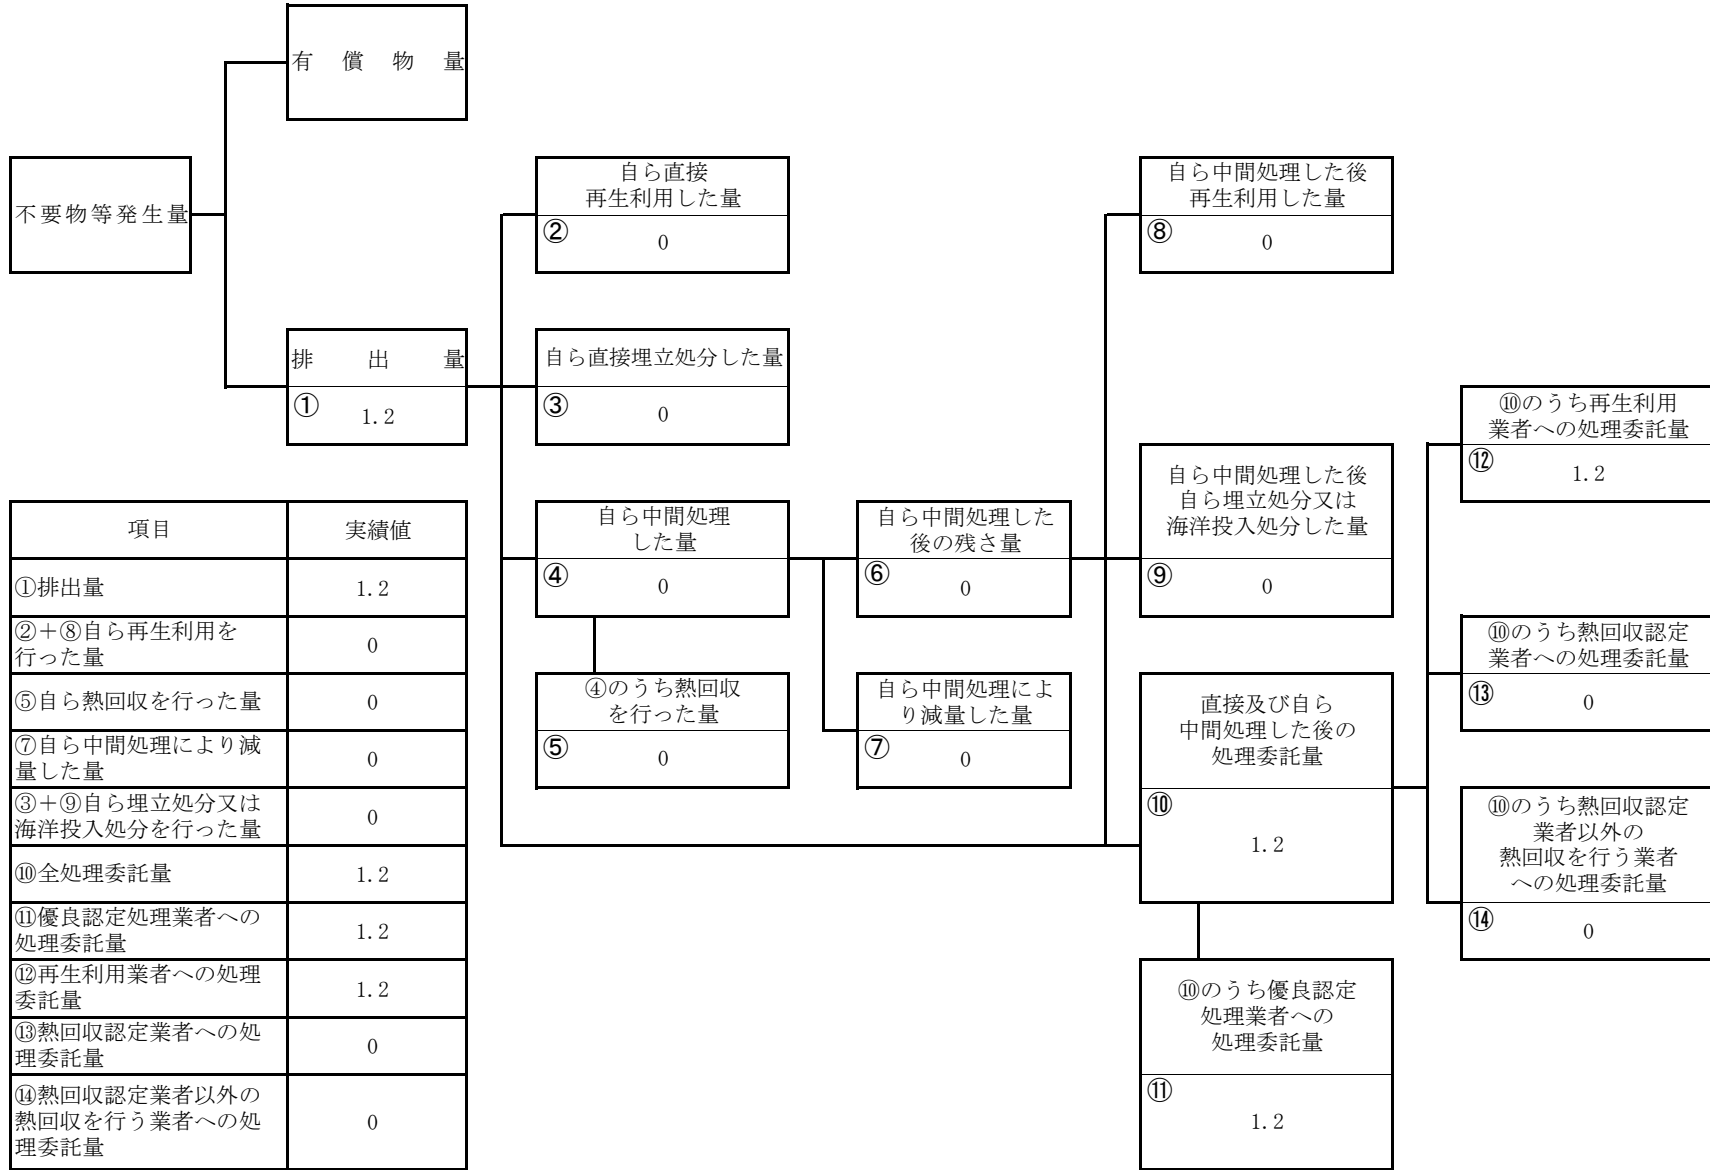 有償物量
不要物等発生量
排出量
①
1.2
自ら直接
再生利用した量
②
0
自ら直接埋立処分した量
③
0
自ら中間処理
した量
④
0
④のうち熱回収
を行った量
⑤
0
自ら中間処理した
後の残さ量
⑥
0
自ら中間処理によ
り減量した量
⑦
0
自ら中間処理した後
再生利用した量
⑧
0
自ら中間処理した後
自ら埋立処分又は
海洋投入処分した量
⑨
0
直接及び自ら
中間処理した後の
処理委託量
⑩
1.2
⑩のうち優良認定
処理業者への
処理委託量
⑪
1.2
⑩のうち再生利用
業者への処理委託量
⑫
1.2
⑩のうち熱回収認定
業者への処理委託量
⑬
0
⑩のうち熱回収認定
業者以外の
熱回収を行う業者
への処理委託量
⑭
0
項目 実績値
①排出量 1.2
②＋⑧自ら再生利用を
行った量 0
⑤自ら熱回収を行った量 0
⑦自ら中間処理により減
量した量 0
③＋⑨自ら埋立処分又は
海洋投入処分を行った量 0
⑩全処理委託量 1.2
⑪優良認定処理業者への
処理委託量 1.2
⑫再生利用業者への処理
委託量 1.2
⑬熱回収認定業者への処
理委託量 0
⑭熱回収認定業者以外の
熱回収を行う業者への処
理委託量 0